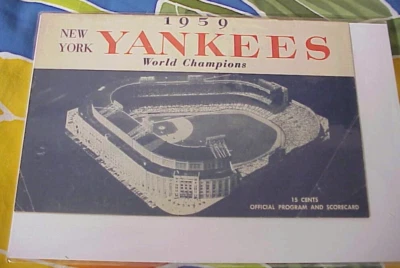 1959
NEW YORK YANKEES
World Champions
15 CENTS
OFFICIAL PROGRAM AND SCORECARD